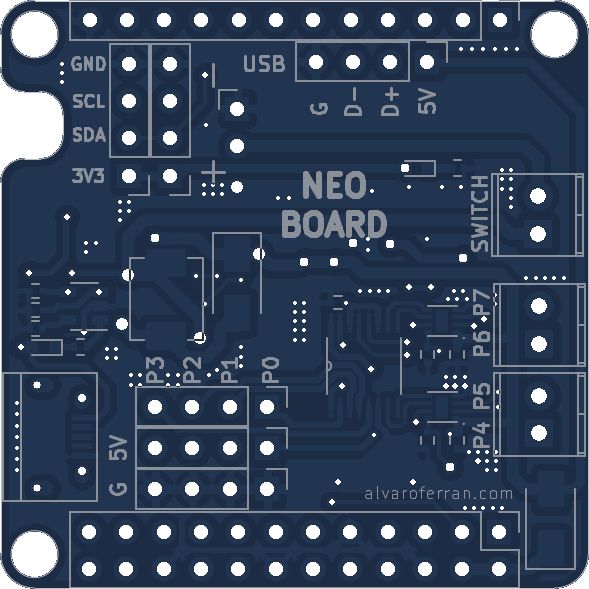 GND
USB
SCL
SDA
G D- D+ 5V
3V3
+
NEO
BOARD
SWITCH
P7
P6
P3 P2 P1 P0
P5
P4
5V
G
alvaroferran.com